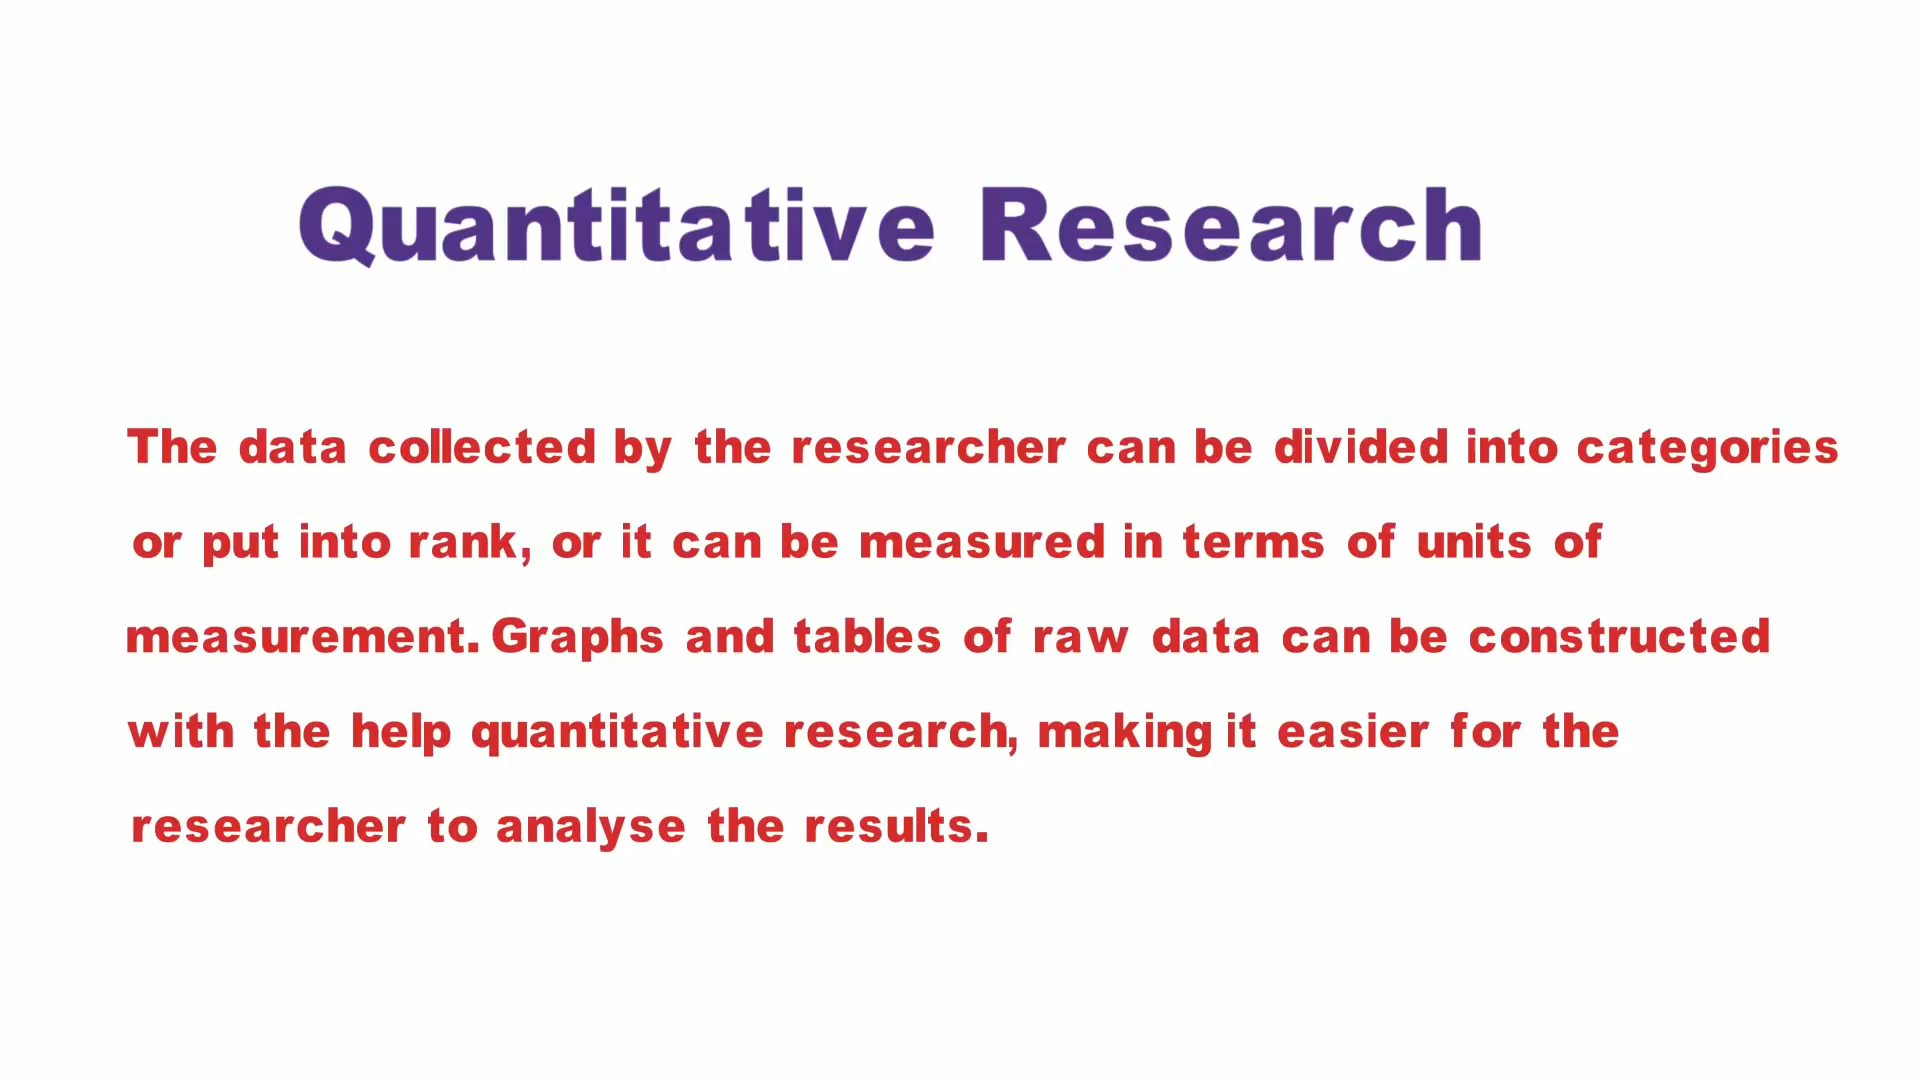 Quantitative Research
The data collected by the researcher can be divided into categories
or put into rank, or it can be measured in terms of units of
measurement. Graphs and tables of raw data can be constructed
with the help quantitative research, making it easier for the
researcher to analyse the results.